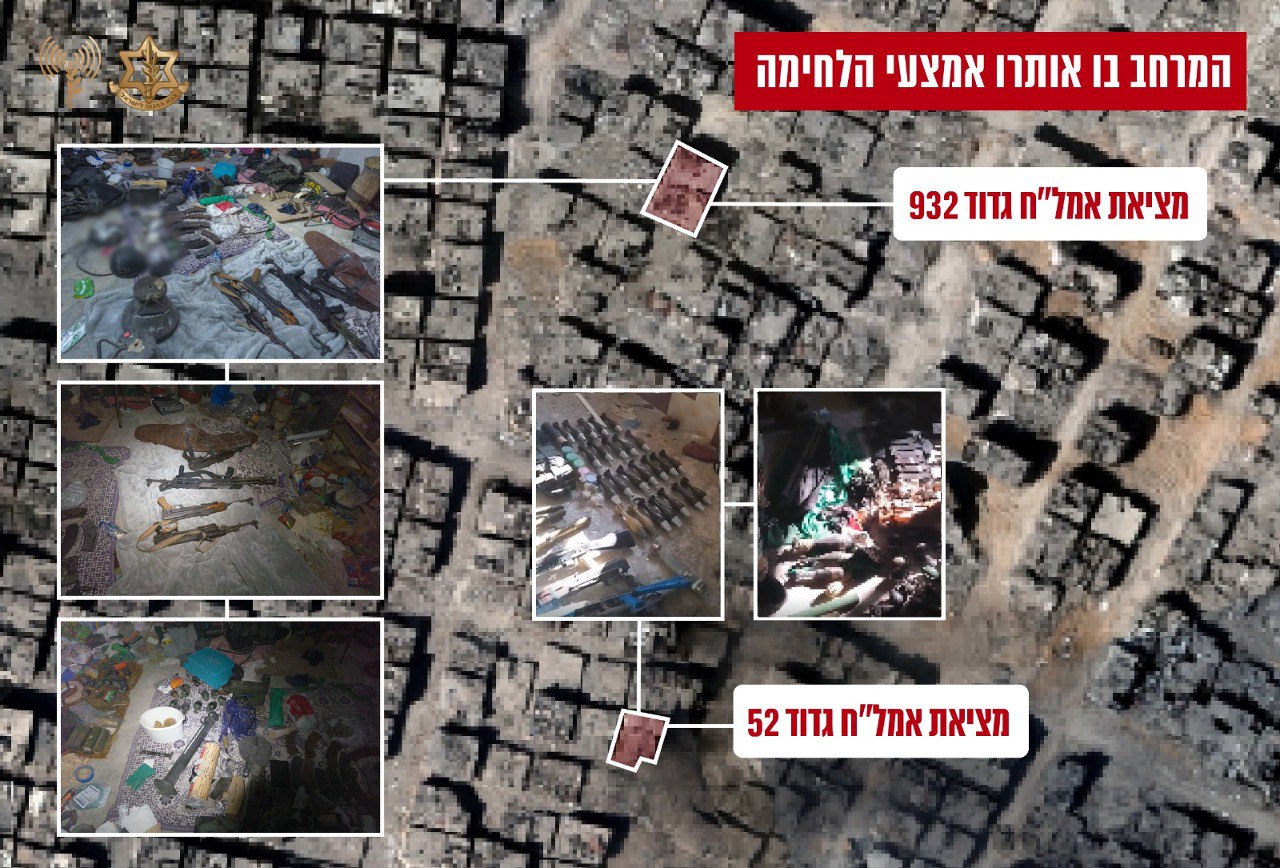 המרחב בו אותרו אמצעי הלחימה
מציאת אמל"ח גדוד 932
מציאת אמל"ח גדוד 52